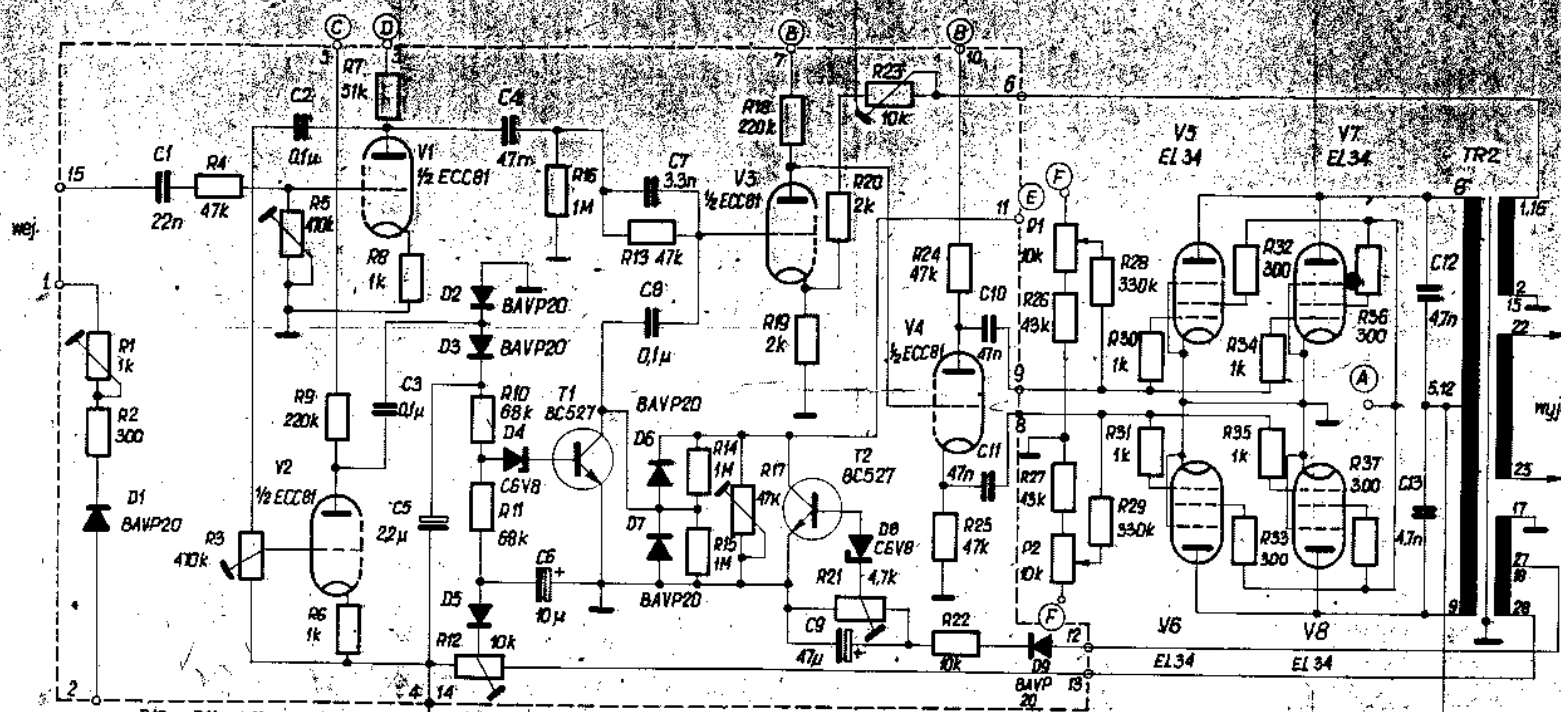 C
D
B
B
5
3
7
10
R7
51k
C2
0,1µ
C4
47n
R18
220k
R23
10k
6
V1
½ ECC81
C1
22n
R4
47k
15
wej.
R5
470k
R8
1k
R16
1M
C7
3.3n
R13 47k
V3
½ECC81
R20
2k
11
E
F
V5
EL34
V7
EL34
TR2
1,16
1
R1
1k
R2
300
D1
BAVP20
2
D2
BAVP20
D3
BAVP20
C8
0,1µ
R19
2k
R24
47k
C10
47n
V4
½ECC81
P1
10k
R26
43k
R28
330k
R30
1k
R32
300
R34
1k
R36
300
C12
4,7n
2
15
22
A
5,12
wyj.
R9
220k
C3
0,1µ
R10
68k
T1
BC527
D4
C6V8
BAVP20
D6
R14
1M
R17
47k
T2
BC527
9
8
C11
47n
R27
43k
R29
330k
P2
10k
F
R31
1k
R33
300
R35
1k
R37
300
C13
4,7n
23
17
27
18
28
9
V2
½ECC81
R3
470k
R6
1k
C5
2,2µ
R11
68k
D7
R15
1M
D8
C6V8
R25
47k
C6
+
10µ
BAVP20
R21
4,7k
D5
R12
10k
C9
47µ
+
R22
10k
D9
BAVP
20
12
13
V6
EL34
V8
EL34
4
14